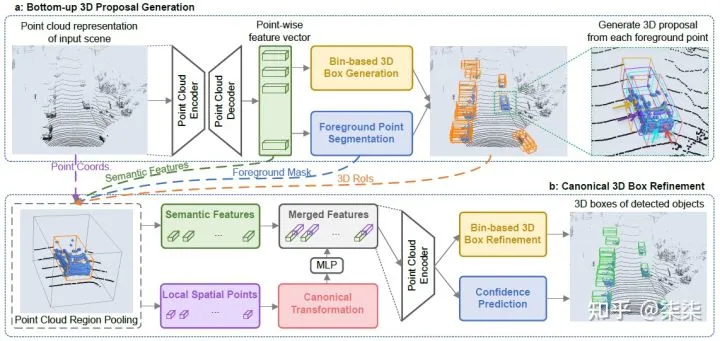 a: Bottom-up 3D Proposal Generation
Point cloud representation
of input scene
Point-wise
feature vector
Generate 3D proposal
from each foreground point
Point Cloud
Encoder
Point Cloud
Decoder
Bin-based 3D
Box Generation
Foreground Point
Segmentation
Point Coords
Semantic Features
Foreground Mask
3D RoIs
b: Canonical 3D Box Refinement
Semantic Features
...
Merged Features
...
MLP
Local Spatial Points
...
Canonical
Transformation
Point Cloud
Encoder
Bin-based 3D
Box Refinement
Confidence
Prediction
3D boxes of detected objects
Point Cloud Region Pooling
知乎 @柒柒